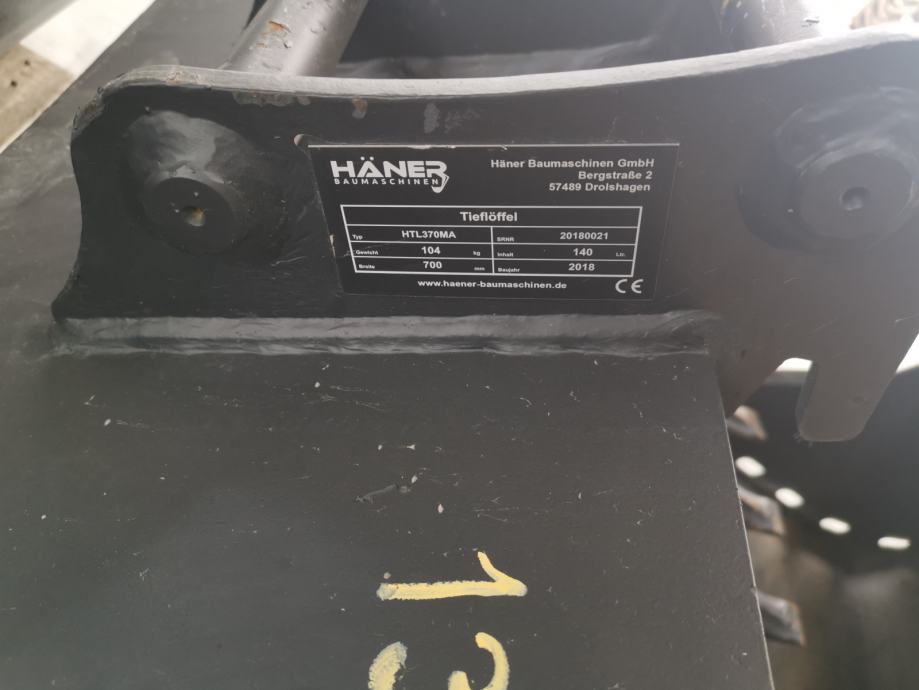 HÄNER
BAUMASCHINEN
Häner Baumaschinen GmbH
Bergstraße 2
57489 Drolshagen
Tieflöffel
Typ HTL370MA SRNR 20180021
Gewicht 104 kg Inhalt 140 Ltr.
Breite 700 mm Baujahr 2018
www.haener-baumaschinen.de CE
1